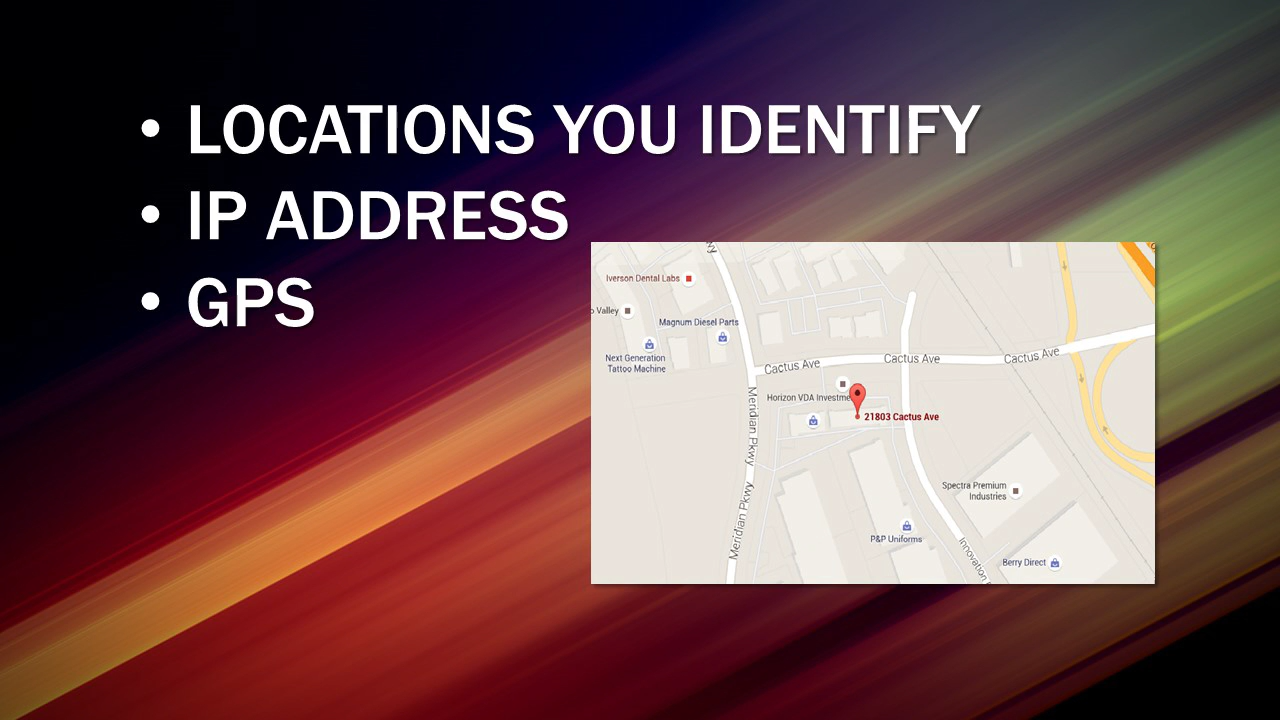 • LOCATIONS YOU IDENTIFY
• IP ADDRESS
• GPS
Iverson Dental Labs
Valley
Magnum Diesel Parts
Next Generation
Tattoo Machine
Cactus Ave
Cactus Ave
Cactus Ave
Horizon VDA Investme
21803 Cactus Ave
Meridian Pkwy
Meridian Pkwy
Spectra Premium
Industries
P&P Uniforms
Innovation
Berry Direct